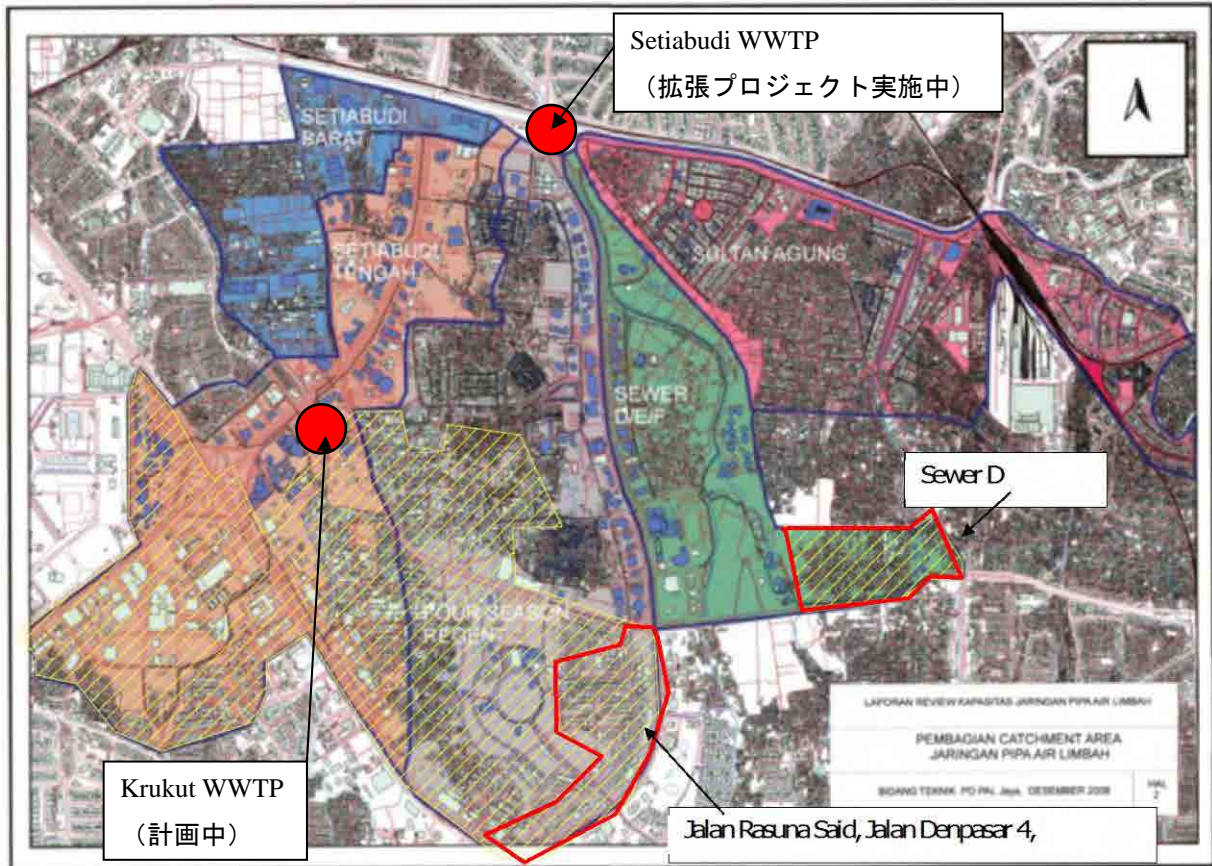 Setiabudi WWTP
（拡張プロジェクト実施中）
SETIABUDI
BARAT
SETIABUDI
TENGAH
SULTAN AGUNG
SEWER
D/E/F
Sewer D
FOUR SEASON
REGENT
LAPORAN REVIEW KAPASITAS JARINGAN PIPA AIR LIMBAH
PEMBAGIAN CATCHMENT AREA
JARINGAN PIPA AIR LIMBAH
BIDANG TEKNIK PD PAL Jaya, DESEMBER 2008
HAL
2
Krukut WWTP
（計画中）
Jalan Rasuna Said, Jalan Denpasar 4,